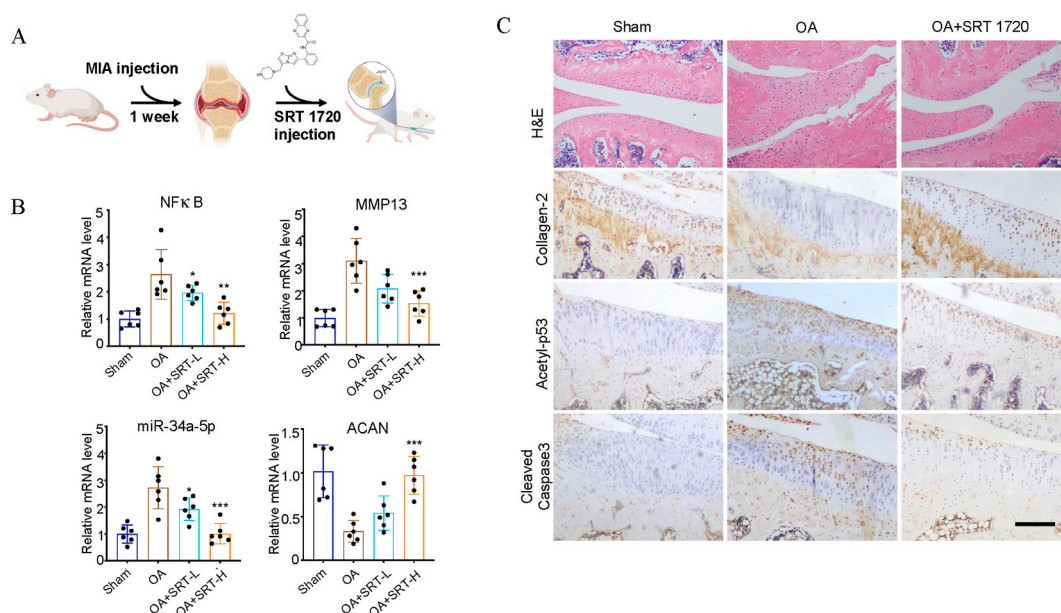 A
MIA injection
1 week
SRT 1720
injection
HN
N
S
N
N
NH
O
N
N
B
NFκ B
Relative mRNA level
5
4
3
2
1
0
*
**
Sham
OA
OA+SRT-L
OA+SRT-H
MMP13
Relative mRNA level
5
4
3
2
1
0
***
Sham
OA
OA+SRT-L
OA+SRT-H
miR-34a-5p
Relative mRNA level
5
4
3
2
1
0
*
***
Sham
OA
OA+SRT-L
OA+SRT-H
ACAN
Relative mRNA level
1.5
1.0
0.5
0
***
Sham
OA
OA+SRT-L
OA+SRT-H
C
Sham
OA
OA+SRT 1720
H&E
Collagen-2
Acetyl-p53
Cleaved
Caspase3